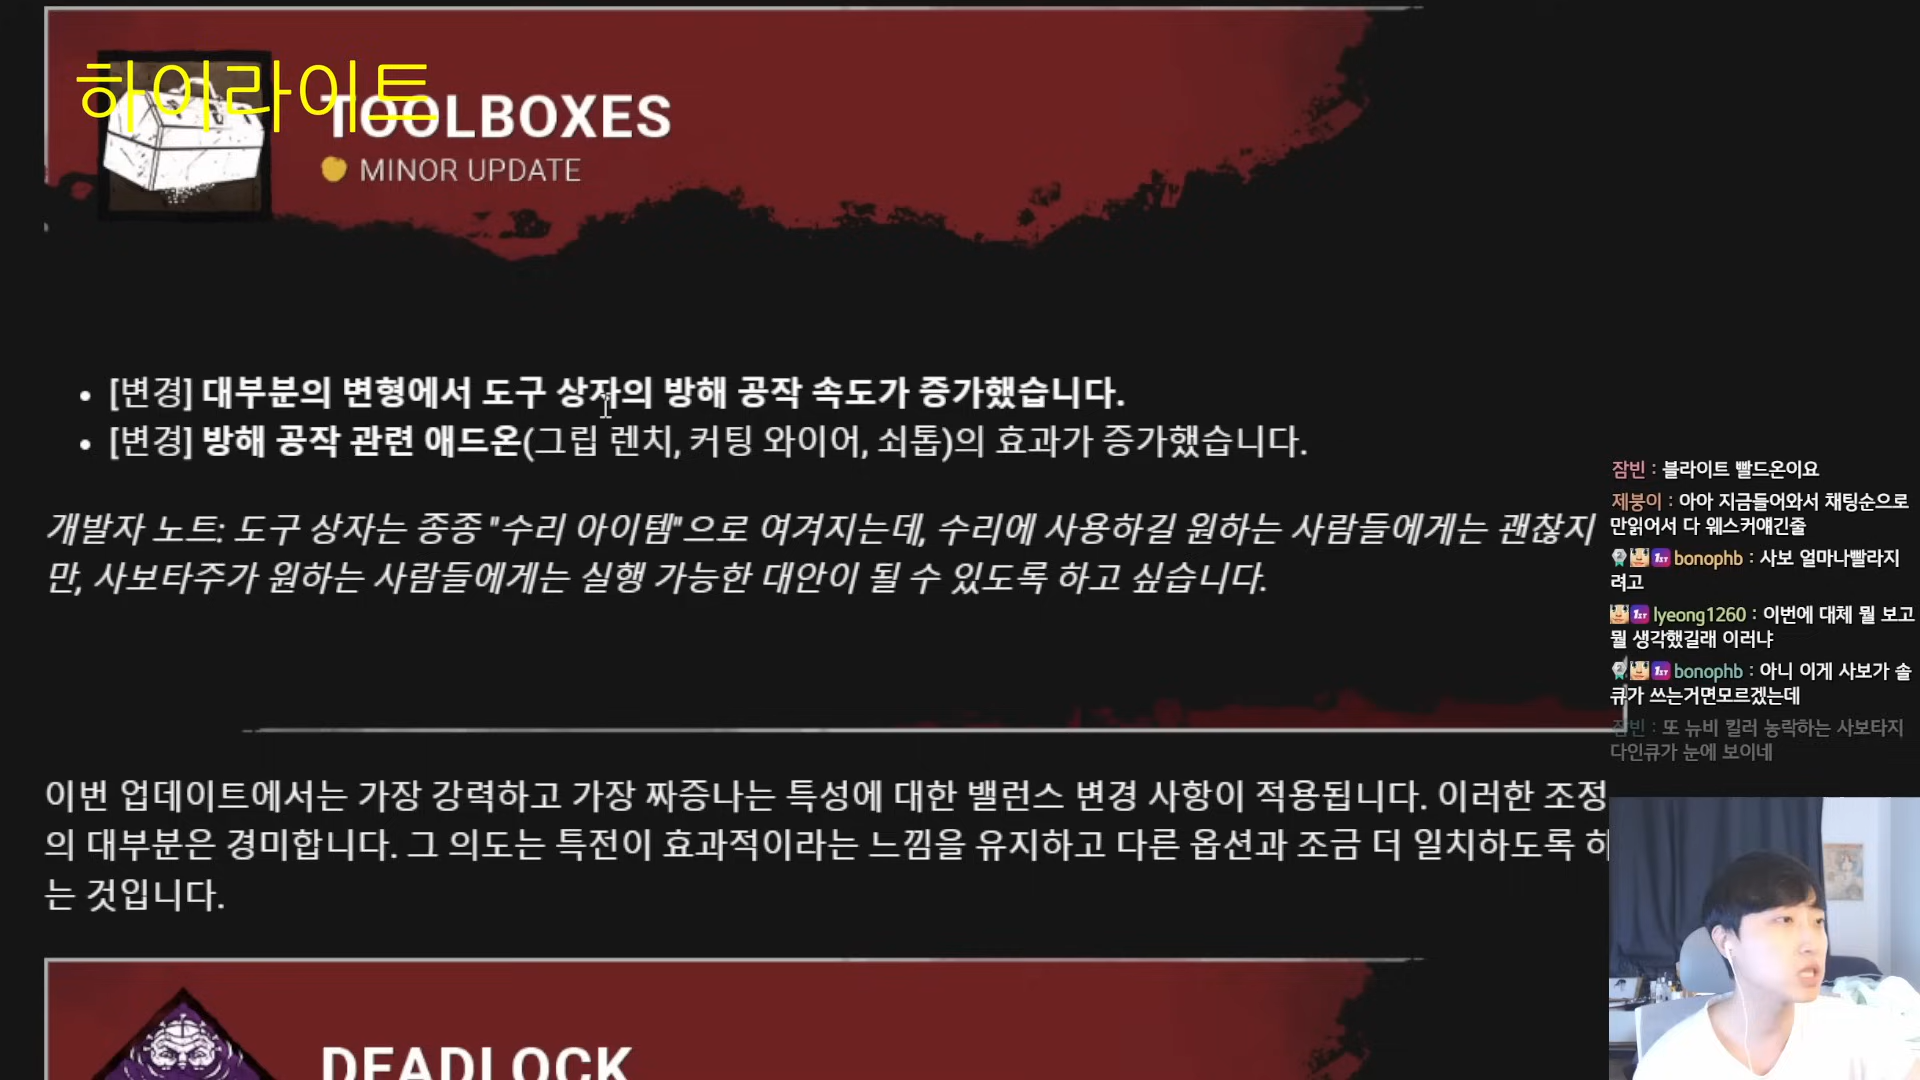 하이라이트
TOOLBOXES
MINOR UPDATE
• [변경] 대부분의 변형에서 도구 상자의 방해 공작 속도가 증가했습니다.
• [변경] 방해 공작 관련 애드온(그립 렌치, 커팅 와이어, 쇠톱)의 효과가 증가했습니다.
개발자 노트: 도구 상자는 종종 "수리 아이템"으로 여겨지는데, 수리에 사용하길 원하는 사람들에게는 괜찮지
만, 사보타주가 원하는 사람들에게는 실행 가능한 대안이 될 수 있도록 하고 싶습니다.
이번 업데이트에서는 가장 강력하고 가장 짜증나는 특성에 대한 밸런스 변경 사항이 적용됩니다. 이러한 조정
의 대부분은 경미합니다. 그 의도는 특전이 효과적이라는 느낌을 유지하고 다른 옵션과 조금 더 일치하도록 하
는 것입니다.
DEADLOCK
잠빈 : 블라이트 빨드온이요
제붕이 : 아아 지금들어와서 채팅순으로
만읽어서 다 웨스커얘긴줄
bonophb : 사보 얼마나빨라지
려고
lyeong1260 : 이번에 대체 뭘 보고
뭘 생각했길래 이러냐
bonophb : 아니 이게 사보가 솔
큐가 쓰는거면모르겠는데
잠빈 : 또 뉴비 킬러 농락하는 사보타지
다인큐가 눈에 보이네